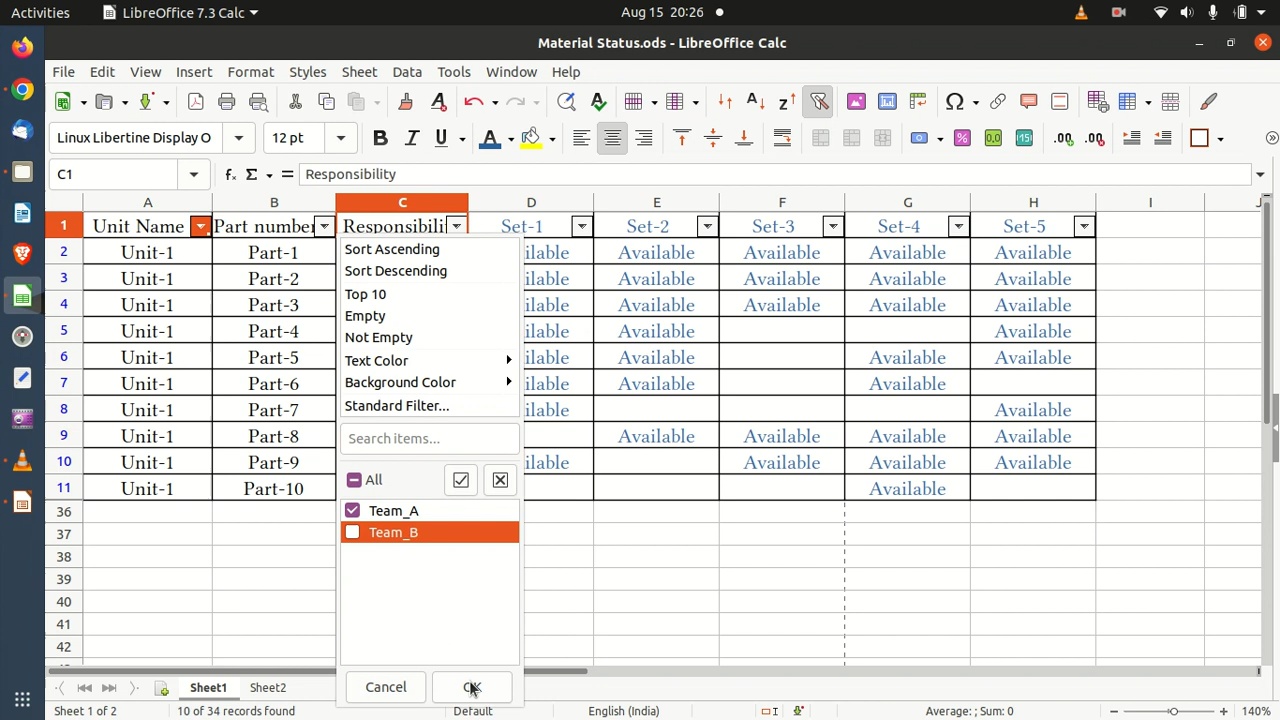 Activities LibreOffice 7.3 Calc Aug 15 20:26
Material Status.ods - LibreOffice Calc
File Edit View Insert Format Styles Sheet Data Tools Window Help
Linux Libertine Display O 12 pt
C1 Responsibility
A B C D E F G H I
1 Unit Name Part number Responsibili Set-1 Set-2 Set-3 Set-4 Set-5
2 Unit-1 Part-1 ilable Available Available Available Available
3 Unit-1 Part-2 ilable Available Available Available Available
4 Unit-1 Part-3 ilable Available Available Available Available
5 Unit-1 Part-4 ilable Available Available
6 Unit-1 Part-5 ilable Available Available Available
7 Unit-1 Part-6 ilable Available Available
8 Unit-1 Part-7 ilable Available
9 Unit-1 Part-8 Available Available Available Available
10 Unit-1 Part-9 ilable Available Available Available
11 Unit-1 Part-10 Available
36
37
38
39
40
41
42
Sort Ascending
Sort Descending
Top 10
Empty
Not Empty
Text Color
Background Color
Standard Filter...
Search items...
All
Team_A
Team_B
Cancel OK
Sheet1 Sheet2
Sheet 1 of 2 10 of 34 records found Default English (India) Average: ; Sum: 0 140%